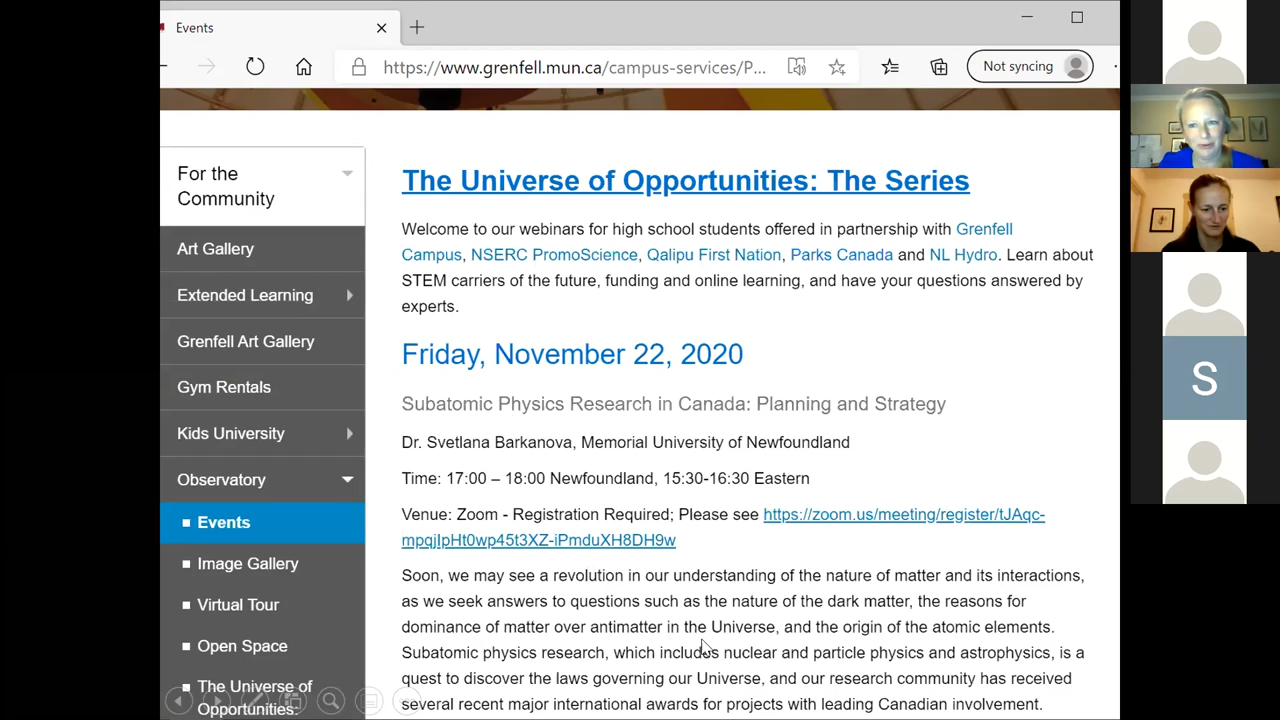 Events
https://www.grenfell.mun.ca/campus-services/P...
Not syncing
For the
Community
Art Gallery
Extended Learning
Grenfell Art Gallery
Gym Rentals
Kids University
Observatory
Events
Image Gallery
Virtual Tour
Open Space
The Universe of
Opportunities:
The Universe of Opportunities: The Series
Welcome to our webinars for high school students offered in partnership with Grenfell
Campus, NSERC PromoScience, Qalipu First Nation, Parks Canada and NL Hydro. Learn about
STEM carriers of the future, funding and online learning, and have your questions answered by
experts.
Friday, November 22, 2020
Subatomic Physics Research in Canada: Planning and Strategy
Dr. Svetlana Barkanova, Memorial University of Newfoundland
Time: 17:00 – 18:00 Newfoundland, 15:30-16:30 Eastern
Venue: Zoom - Registration Required; Please see https://zoom.us/meeting/register/tJAqc-
mpqjIpHt0wp45t3XZ-iPmduXH8DH9w
Soon, we may see a revolution in our understanding of the nature of matter and its interactions,
as we seek answers to questions such as the nature of the dark matter, the reasons for
dominance of matter over antimatter in the Universe, and the origin of the atomic elements.
Subatomic physics research, which includes nuclear and particle physics and astrophysics, is a
quest to discover the laws governing our Universe, and our research community has received
several recent major international awards for projects with leading Canadian involvement.
S